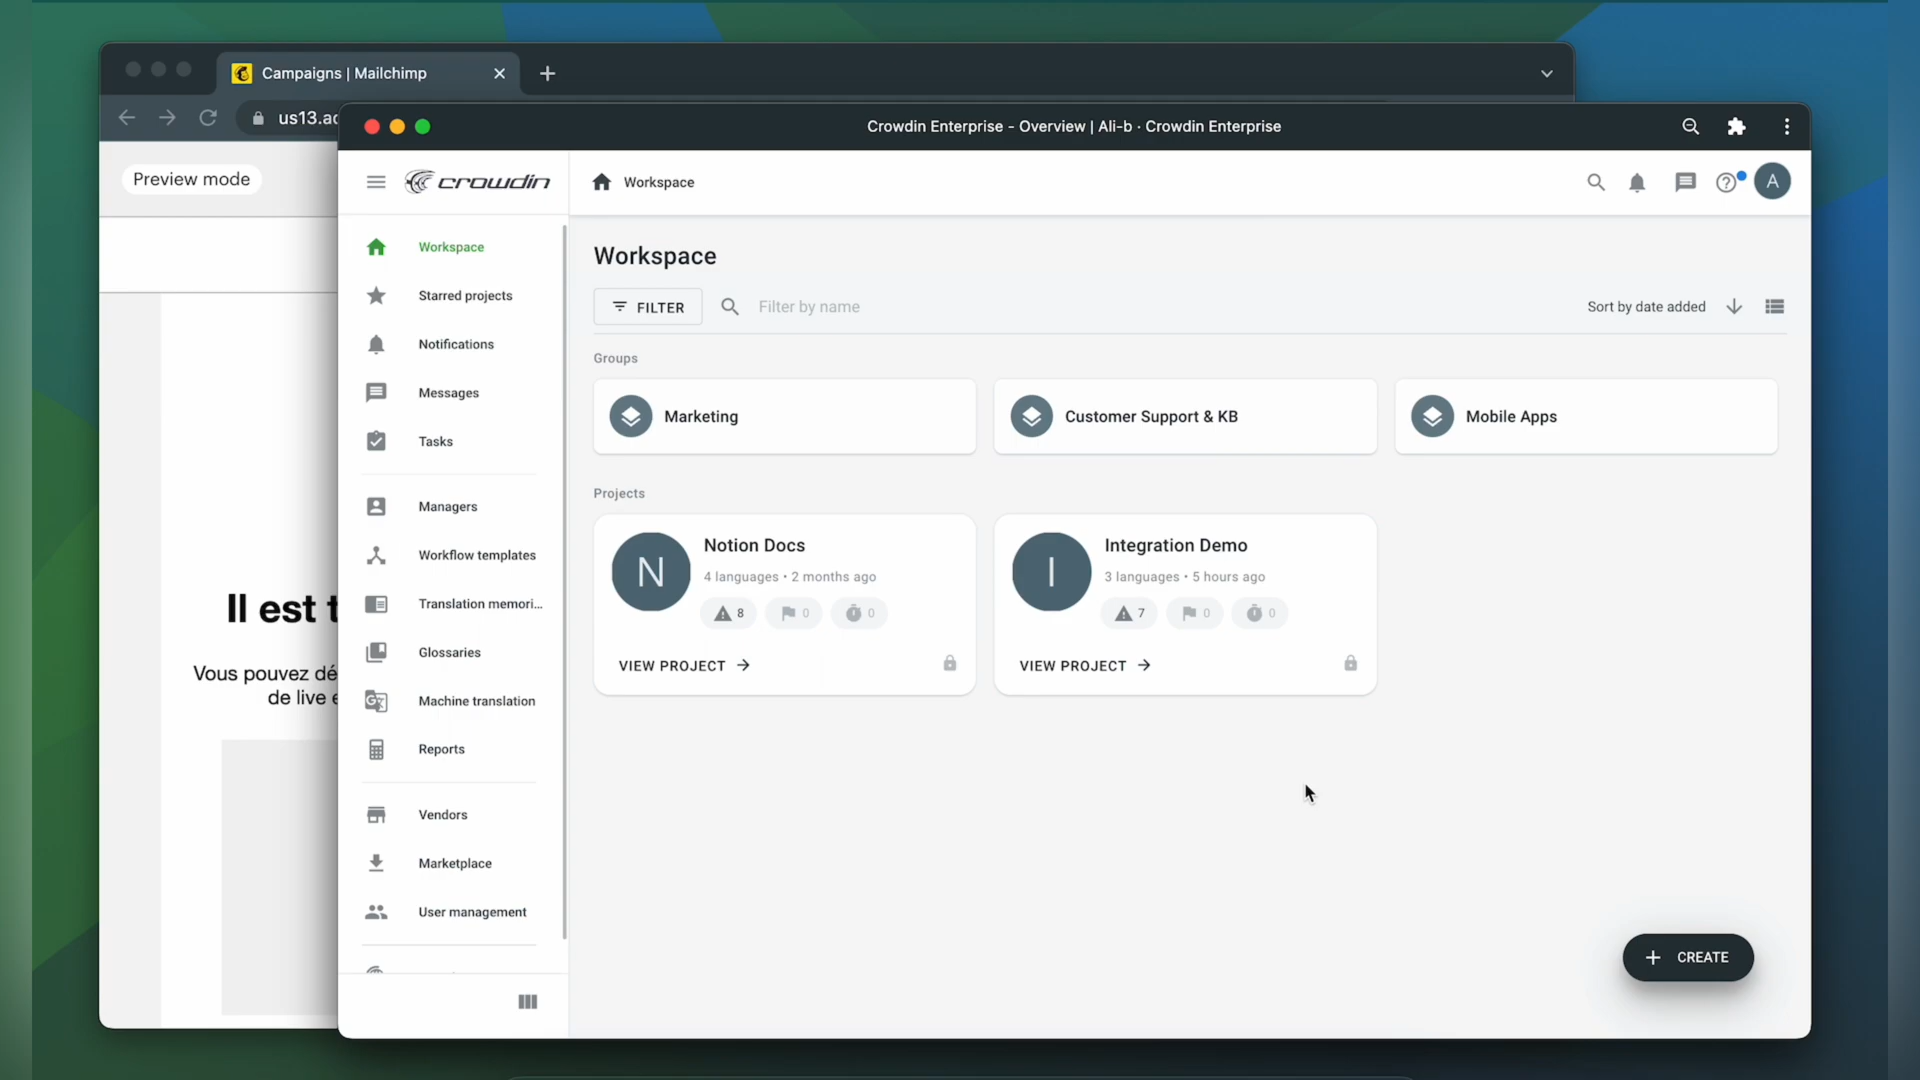 Campaigns | Mailchimp
us13.ad
Crowdin Enterprise - Overview | Ali-b · Crowdin Enterprise
Preview mode
crowdin
Workspace
A
Workspace
Starred projects
Notifications
Messages
Tasks
Managers
Workflow templates
Translation memori...
Glossaries
Machine translation
Reports
Vendors
Marketplace
User management
Workspace
FILTER
Filter by name
Sort by date added
Groups
Marketing
Customer Support & KB
Mobile Apps
Projects
N
Notion Docs
4 languages • 2 months ago
8
0
0
VIEW PROJECT
I
Integration Demo
3 languages • 5 hours ago
7
0
0
VIEW PROJECT
CREATE
Il est t
Vous pouvez dé
de live e